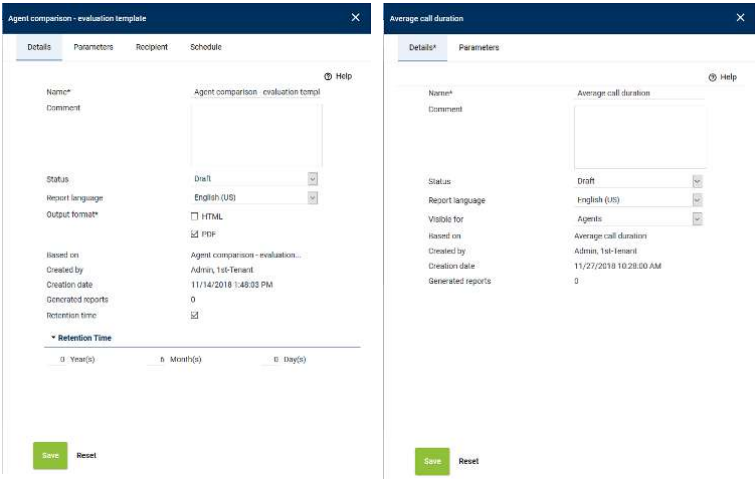 Agent comparison - evaluation template
Details Parameters Recipient Schedule
Help
Name* Agent comparison - evaluation templ
Comment
Status Draft
Report language English (US)
Output format* HTML
PDF
Based on Agent comparison - evaluation...
Created by Admin, 1st-Tenant
Creation date 11/14/2018 1:48:03 PM
Generated reports 0
Retention time
Retention Time
0 Year(s) 6 Month(s) 0 Day(s)
Save Reset
Average call duration
Details* Parameters
Help
Name* Average call duration
Comment
Status Draft
Report language English (US)
Visible for Agents
Based on Average call duration
Created by Admin, 1st-Tenant
Creation date 11/27/2018 10:28:00 AM
Generated reports 0
Save Reset